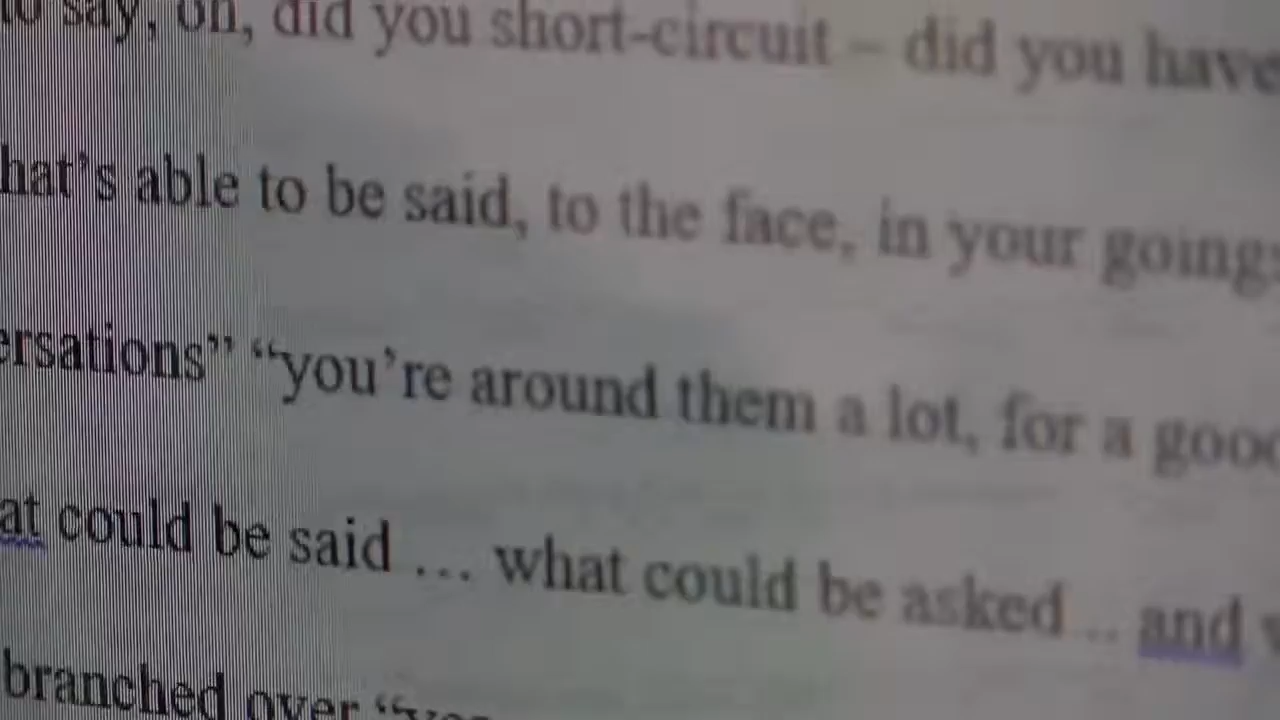 to say, oh, did you short-circuit – did you have
hat's able to be said, to the face, in your going
ersations” “you’re around them a lot, for a good
at could be said … what could be asked .. and
branched over “